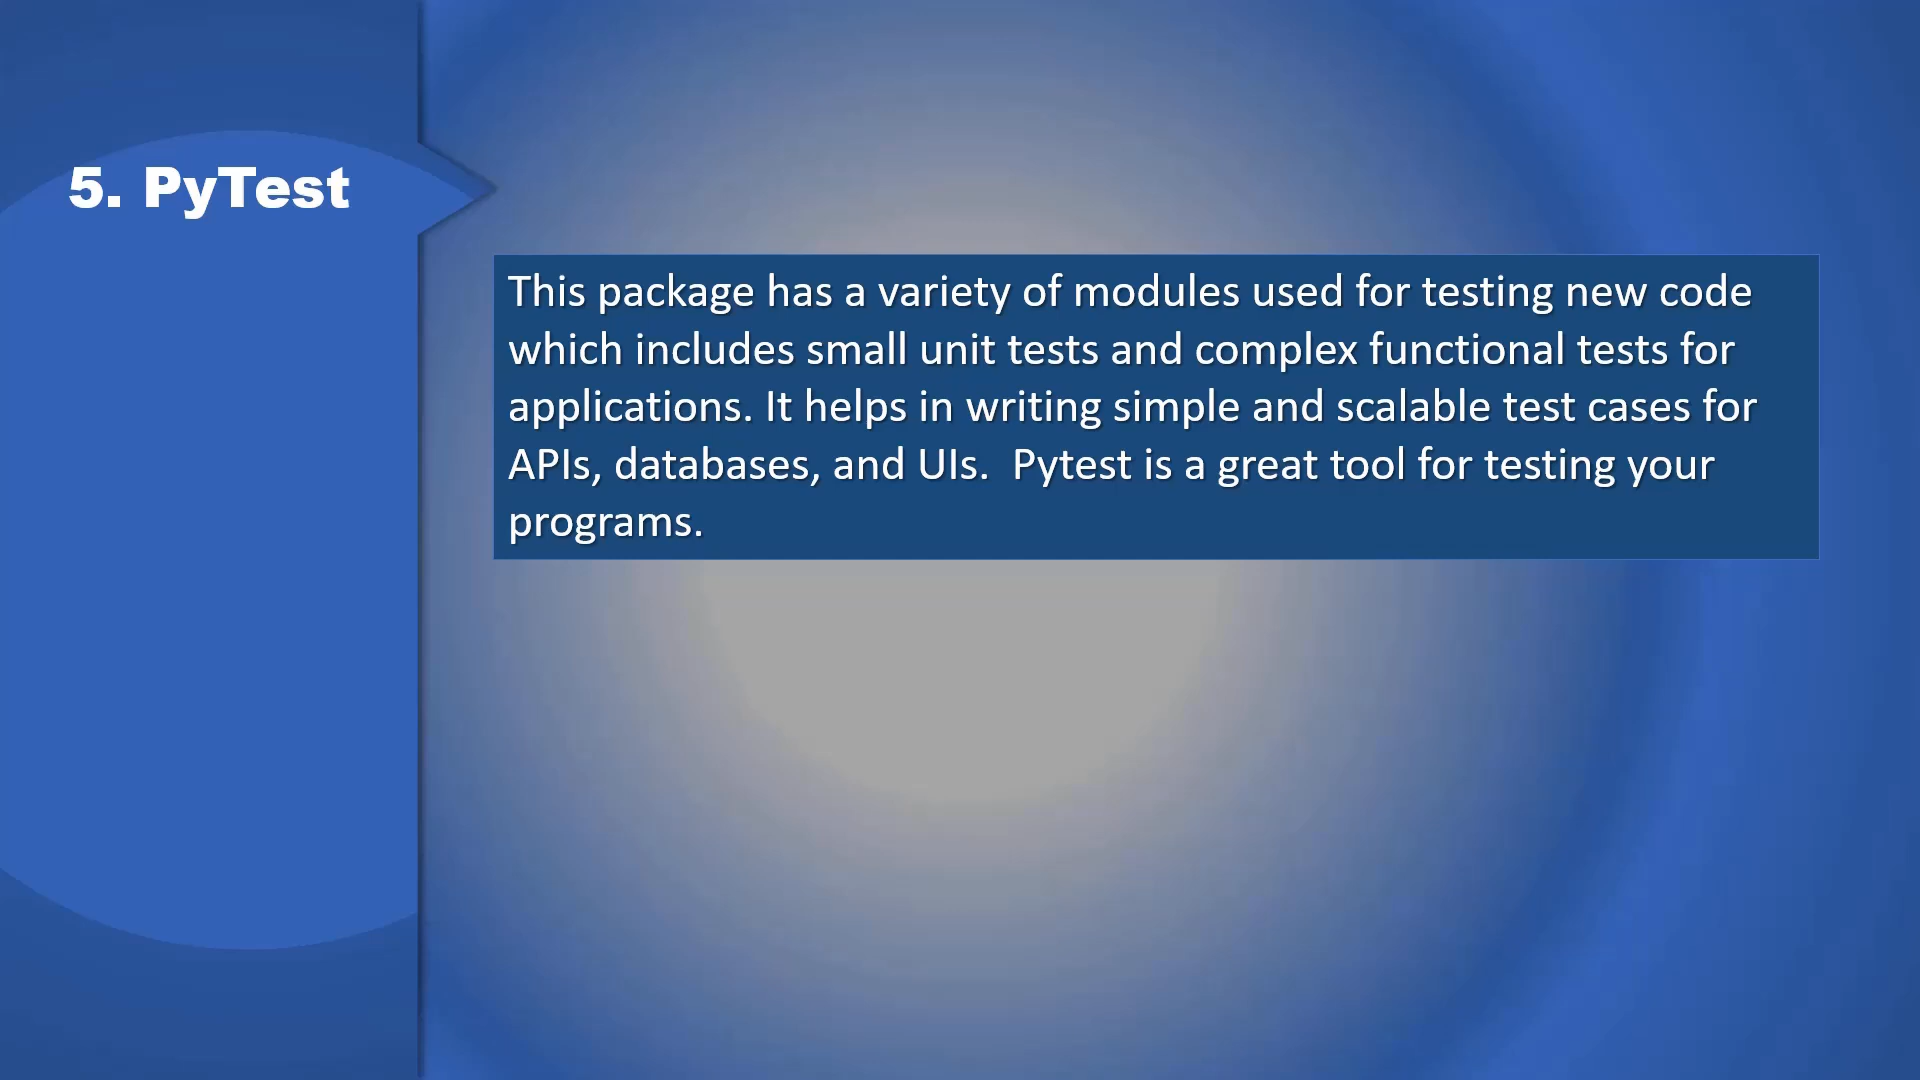 5. PyTest
This package has a variety of modules used for testing new code
which includes small unit tests and complex functional tests for
applications. It helps in writing simple and scalable test cases for
APIs, databases, and UIs.  Pytest is a great tool for testing your
programs.